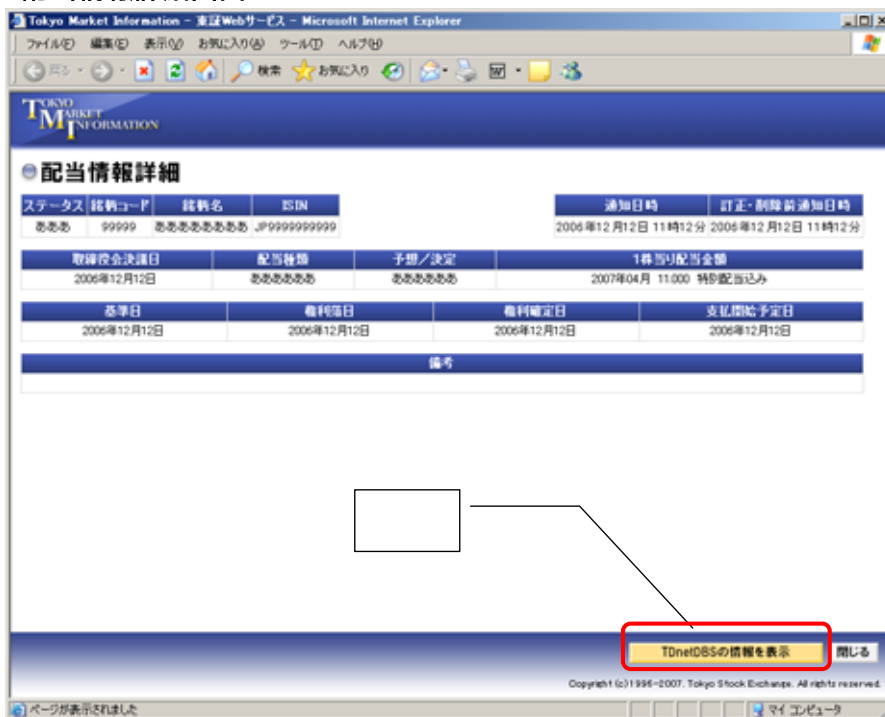 Tokyo Market Information - 東証Webサービス - Microsoft Internet Explorer
ファイル(F) 編集(E) 表示(V) お気に入り(A) ツール(T) ヘルプ(H)
戻る 検索 お気に入り
TOKYO
MARKET
INFORMATION
配当情報詳細
ステータス 銘柄コード 銘柄名 ISIN 通知日時 訂正・削除前通知日時
あああ 99999 ああああああああ JP9999999999 2006年12月12日 11時12分 2006年12月12日 11時12分
取締役会決議日 配当種類 予想/決定 1株当り配当金額
2006年12月12日 ああああああ ああああああ 2007年04月 11.000 特別配当込み
基準日 権利落日 権利確定日 支払開始予定日
2006年12月12日 2006年12月12日 2006年12月12日 2006年12月12日
備考
TDnetDBSの情報を表示 閉じる
Copyright (c)1996-2007. Tokyo Stock Exchange. All rights reserved.
ページが表示されました マイ コンピュータ